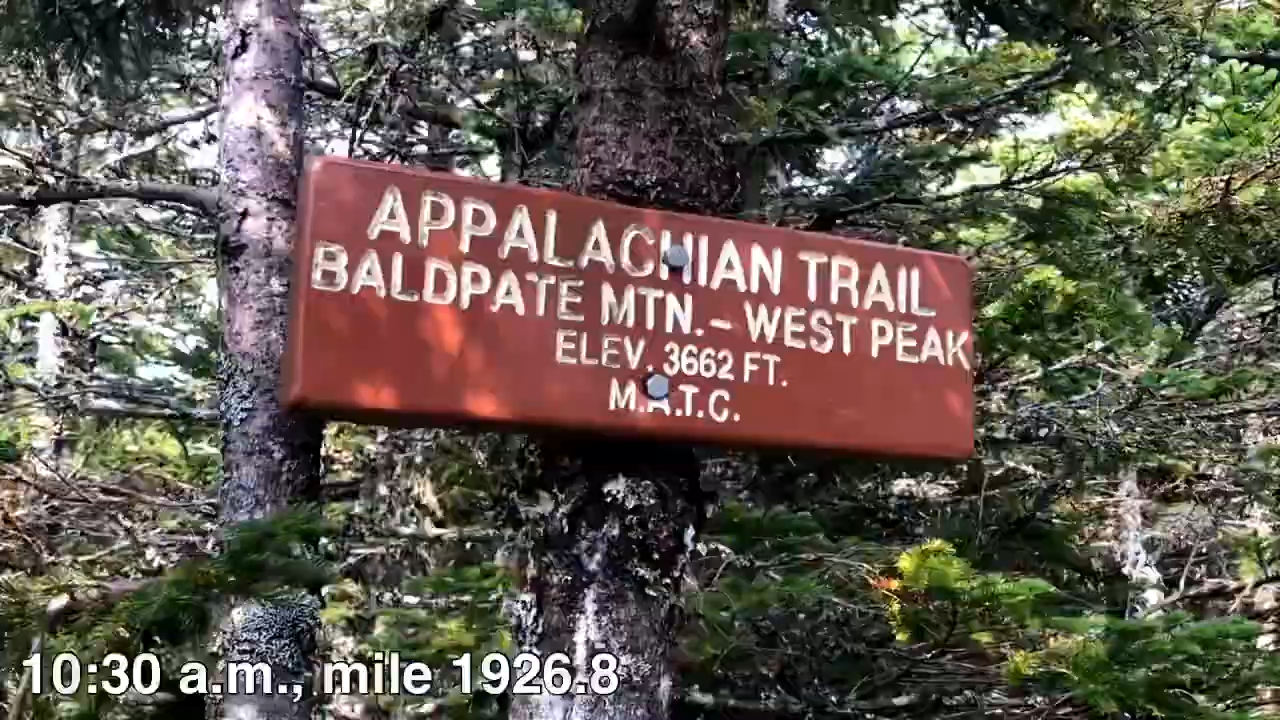 APPALACHIAN TRAIL
BALDPATE MTN. - WEST PEAK
ELEV. 3662 FT.
M.A.T.C.
10:30 a.m., mile 1926.8